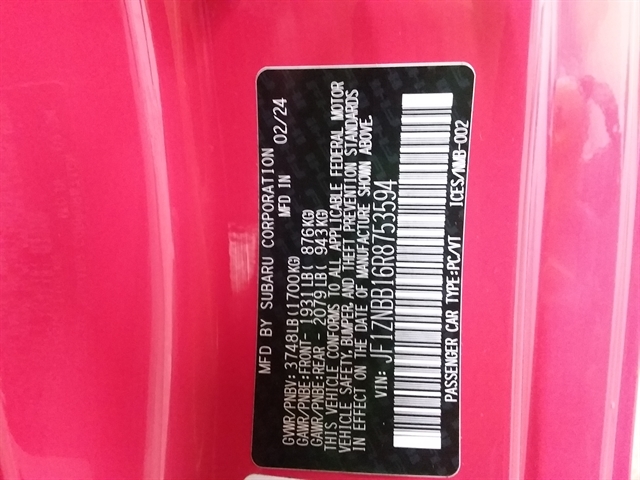 MFD BY SUBARU CORPORATION 02/24
MFD IN
GVWR/PNBV: 3748LB(1700KG)
GAWR/PNBE:FRONT- 1931LB( 876KG)
GAWR/PNBE:REAR - 2079LB( 943KG)
THIS VEHICLE CONFORMS TO ALL APPLICABLE FEDERAL MOTOR
VEHICLE SAFETY, BUMPER, AND THEFT PREVENTION STANDARDS
IN EFFECT ON THE DATE OF MANUFACTURE SHOWN ABOVE.
VIN: JF1ZNBB16R8753594
PASSENGER CAR TYPE:PC/VT ICES/NMB-002